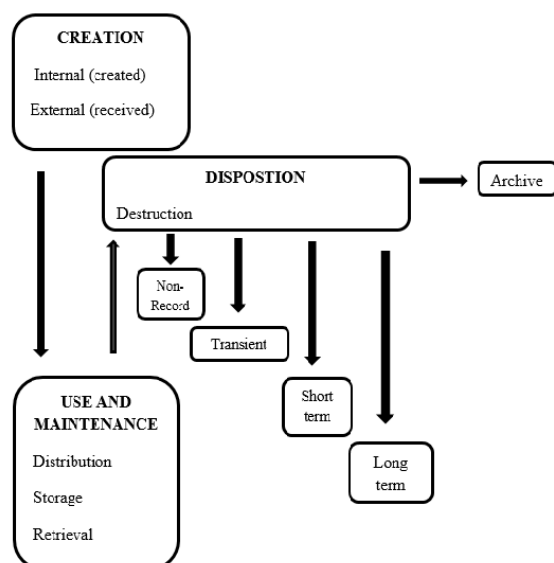 CREATION
Internal (created)
External (received)
DISPOSTION
Destruction
Archive
Non-
Record
Transient
Short
term
Long
term
USE AND
MAINTENANCE
Distribution
Storage
Retrieval